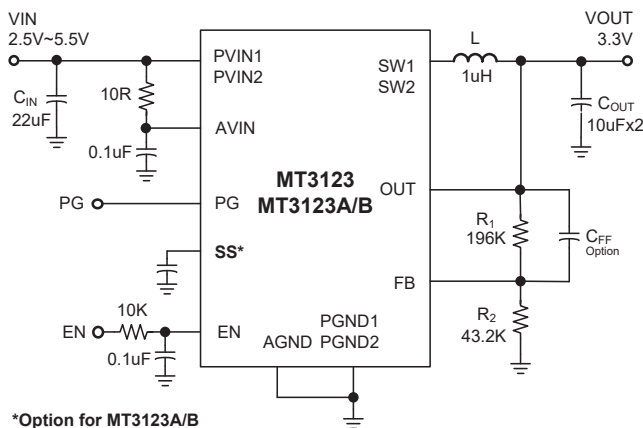 VIN
2.5V~5.5V
VOUT
3.3V
PVIN1
PVIN2
SW1
SW2
L
1uH
CIN
22uF
10R
COUT
10uFx2
AVIN
0.1uF
MT3123
MT3123A/B
OUT
PG
PG
R1
196K
CFF
Option
SS*
FB
10K
EN
EN
0.1uF
R2
43.2K
PGND1
AGND PGND2
*Option for MT3123A/B